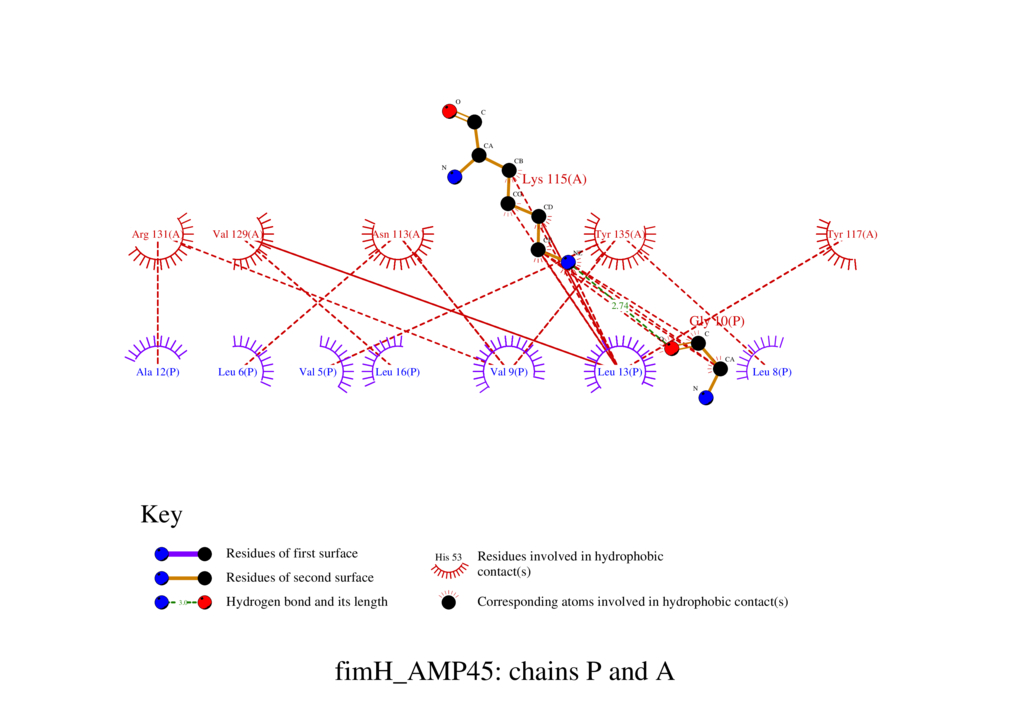 O
C
CA
N
CB
Lys 115(A)
CG
CD
Arg 131(A
Val 129(A)
Asn 113(A
Tyr 135(A)
Tyr 117(A)
2.74
Gly 10(P)
C
CA
N
Ala 12(P)
Leu 6(P)
Val 5(P)
Leu 16(P)
Val 9(P)
Leu 13(P)
Leu 8(P)
Key
Residues of first surface
Residues of second surface
3.0
Hydrogen bond and its length
His 53
Residues involved in hydrophobic
contact(s)
Corresponding atoms involved in hydrophobic contact(s)
fimH_AMP45: chains P and A